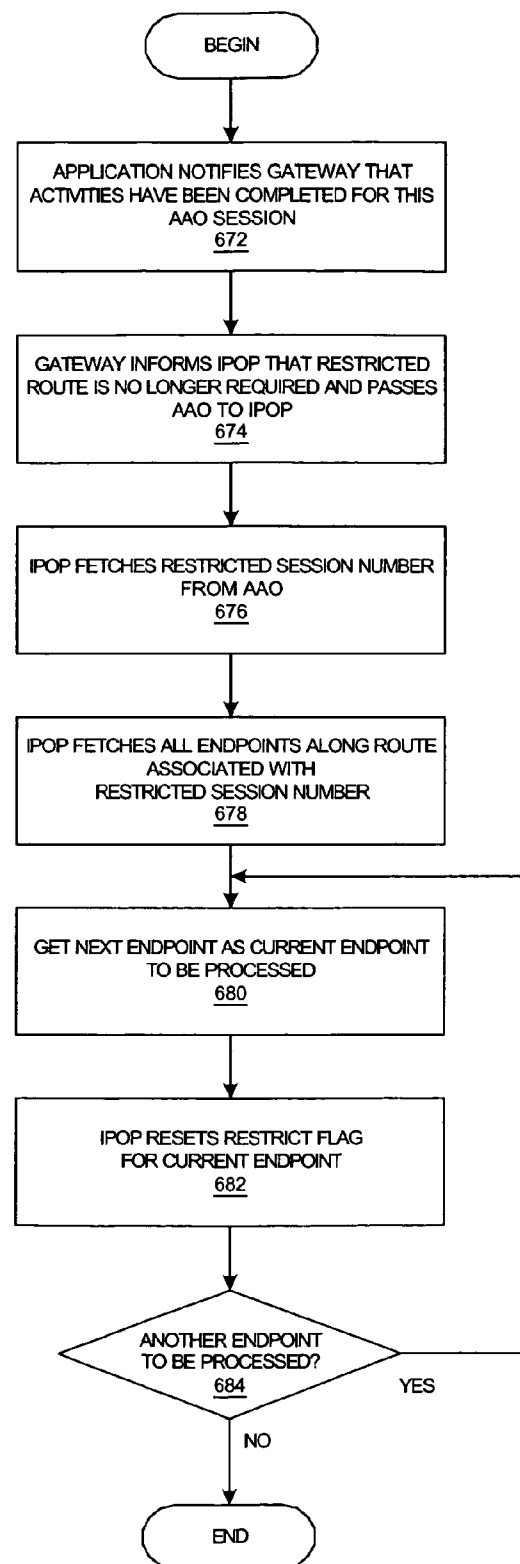 BEGIN
APPLICATION NOTIFIES GATEWAY THAT
ACTIVITIES HAVE BEEN COMPLETED FOR THIS
AAO SESSION
672
GATEWAY INFORMS IPOP THAT RESTRICTED
ROUTE IS NO LONGER REQUIRED AND PASSES
AAO TO IPOP
674
IPOP FETCHES RESTRICTED SESSION NUMBER
FROM AAO
676
IPOP FETCHES ALL ENDPOINTS ALONG ROUTE
ASSOCIATED WITH
RESTRICTED SESSION NUMBER
678
GET NEXT ENDPOINT AS CURRENT ENDPOINT
TO BE PROCESSED
680
IPOP RESETS RESTRICT FLAG
FOR CURRENT ENDPOINT
682
ANOTHER ENDPOINT
TO BE PROCESSED?
684
YES
NO
END